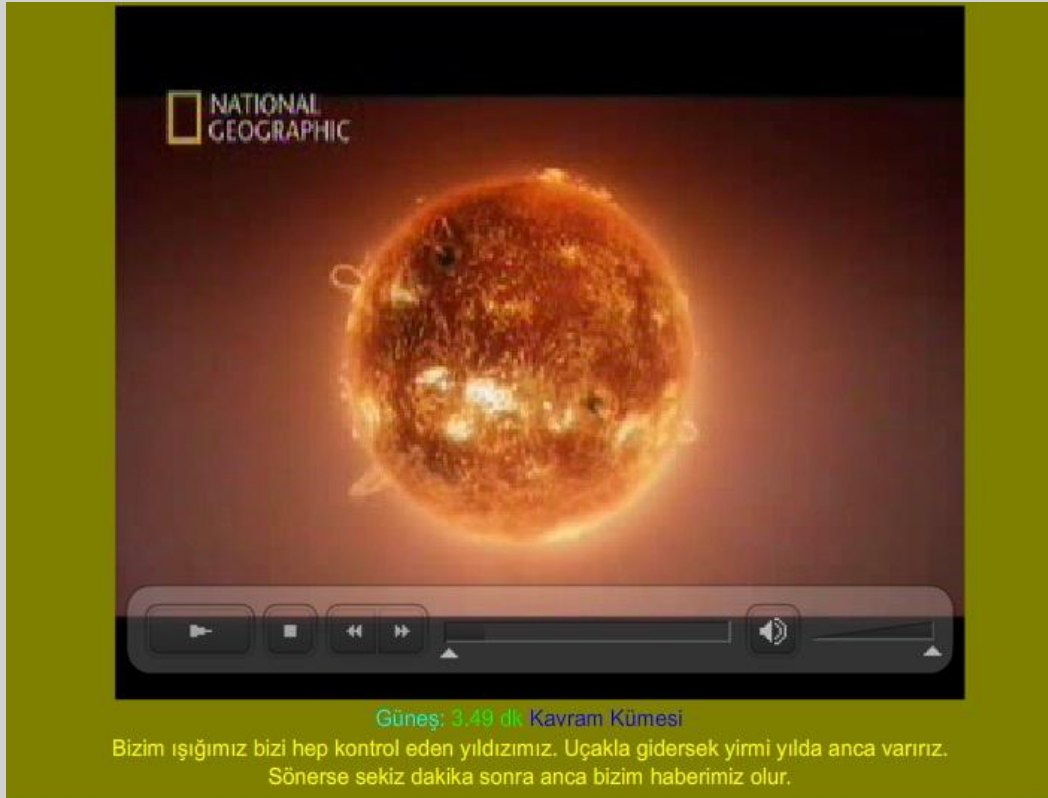 NATIONAL
GEOGRAPHIC
Güneş: 3.49 dk Kavram Kümesi
Bizim ışığımız bizi hep kontrol eden yıldızımız. Uçakla gidersek yirmi yılda anca varırız.
Sönerse sekiz dakika sonra anca bizim haberimiz olur.